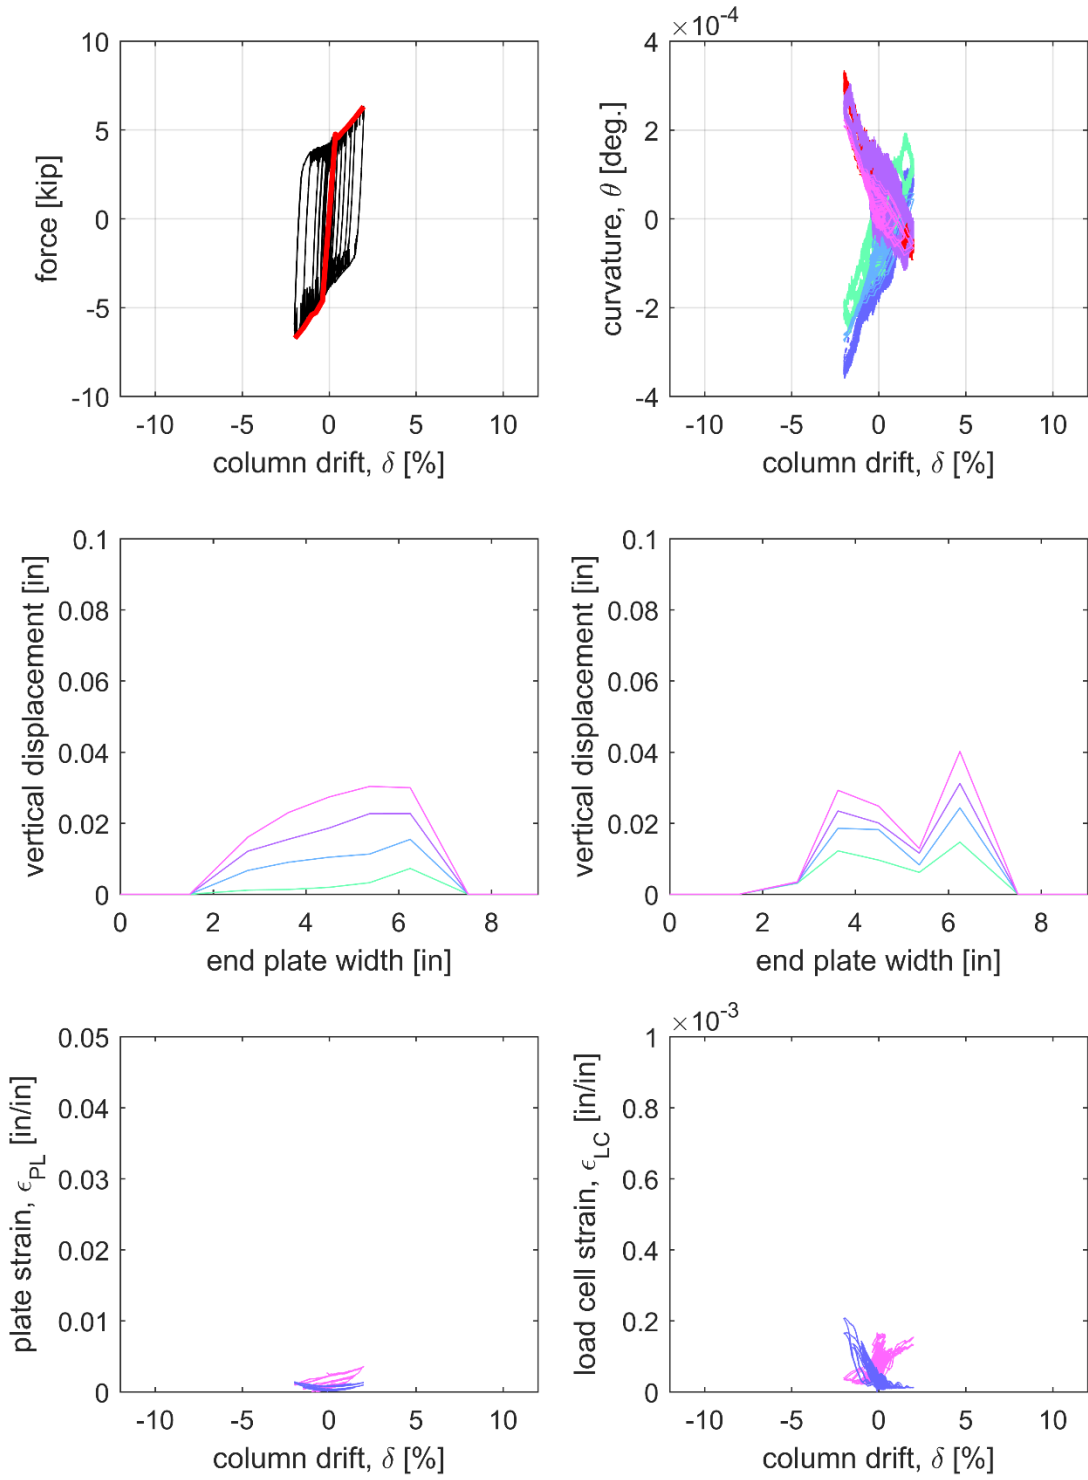 10
5
0
-5
-10
force [kip]
-10 -5 0 5 10
column drift, δ [%]
×10⁻⁴
4
2
0
-2
-4
curvature, θ [deg.]
-10 -5 0 5 10
column drift, δ [%]
0.1
0.08
0.06
0.04
0.02
0
vertical displacement [in]
0 2 4 6 8
end plate width [in]
0.1
0.08
0.06
0.04
0.02
0
vertical displacement [in]
0 2 4 6 8
end plate width [in]
0.05
0.04
0.03
0.02
0.01
0
plate strain, ϵPL [in/in]
-10 -5 0 5 10
column drift, δ [%]
×10⁻³
1
0.8
0.6
0.4
0.2
0
load cell strain, ϵLC [in/in]
-10 -5 0 5 10
column drift, δ [%]